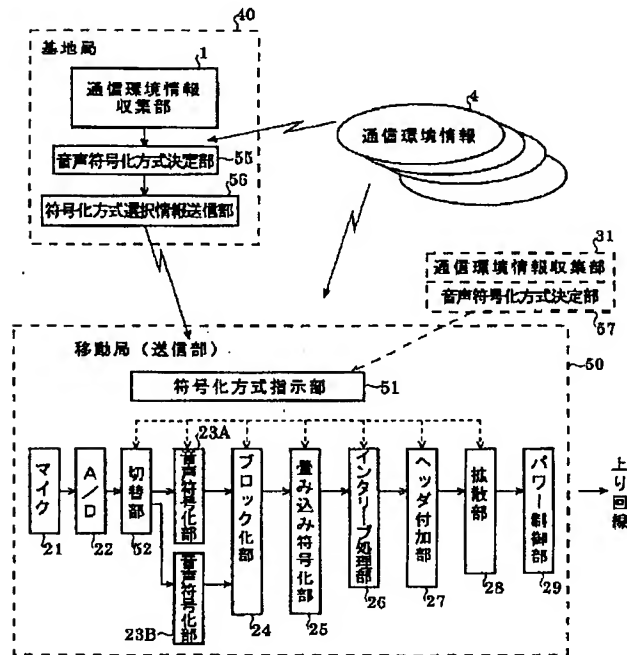 40
基地局
1
通信環境情報
収集部
4
通信環境情報
音声符号化方式決定部
55
56
符号化方式選択情報送信部
31
通信環境情報収集部
音声符号化方式決定部
57
移動局(送信部)
50
符号化方式指示部
51
マイク
21
A/D
22
切替部
52
23A
音声符号化部
音声符号化部
23B
ブロック化部
24
畳み込み符号化部
25
インタリーブ処理部
26
ヘッダ付加部
27
拡散部
28
パワー制御部
29
上り回線